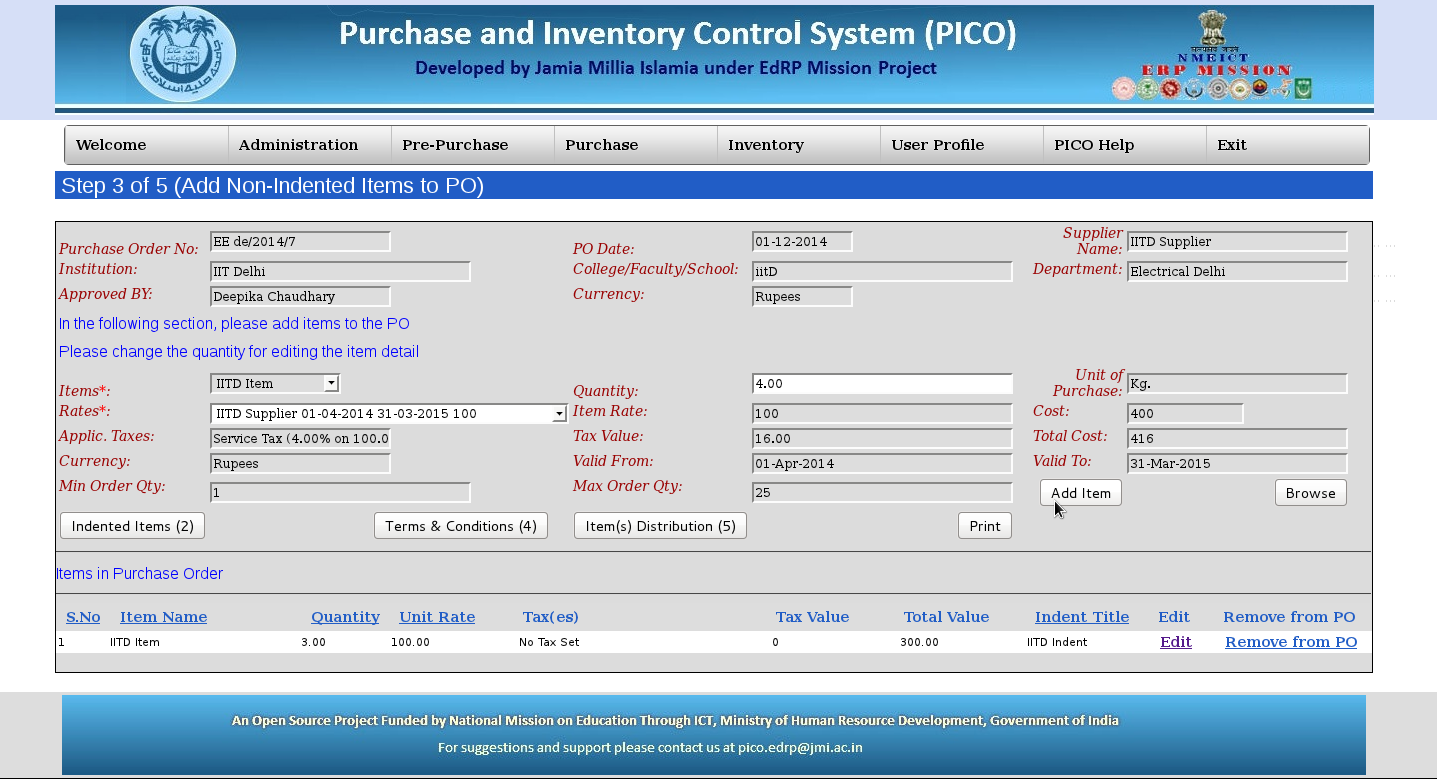 Purchase and Inventory Control System (PICO)
Developed by Jamia Millia Islamia under EdRP Mission Project
सत्यमेव जयते
NMEICT
ERP MISSION
Welcome Administration Pre-Purchase Purchase Inventory User Profile PICO Help Exit
Step 3 of 5 (Add Non-Indented Items to PO)
Purchase Order No: EE de/2014/7 PO Date: 01-12-2014 Supplier Name: IITD Supplier
Institution: IIT Delhi College/Faculty/School: iitD Department: Electrical Delhi
Approved BY: Deepika Chaudhary Currency: Rupees
In the following section, please add items to the PO
Please change the quantity for editing the item detail
Items*: IITD Item Quantity: 4.00 Unit of Purchase: Kg.
Rates*: IITD Supplier 01-04-2014 31-03-2015 100 Item Rate: 100 Cost: 400
Applic. Taxes: Service Tax (4.00% on 100.0 Tax Value: 16.00 Total Cost: 416
Currency: Rupees Valid From: 01-Apr-2014 Valid To: 31-Mar-2015
Min Order Qty: 1 Max Order Qty: 25 Add Item Browse
Indented Items (2) Terms & Conditions (4) Item(s) Distribution (5) Print
Items in Purchase Order
S.No Item Name Quantity Unit Rate Tax(es) Tax Value Total Value Indent Title Edit Remove from PO
1 IITD Item 3.00 100.00 No Tax Set 0 300.00 IITD Indent Edit Remove from PO
An Open Source Project Funded by National Mission on Education Through ICT, Ministry of Human Resource Development, Government of India
For suggestions and support please contact us at pico.edrp@jmi.ac.in